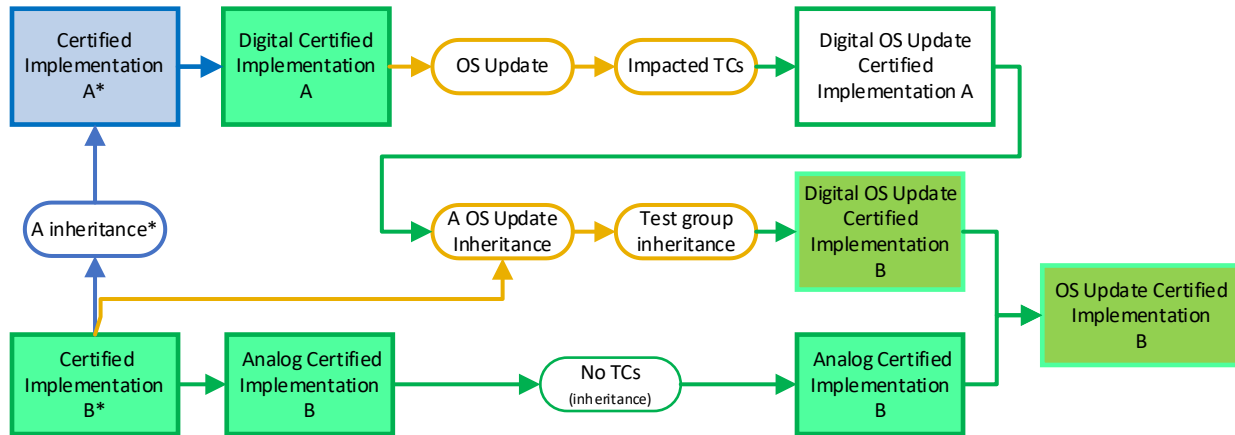 Certified
Implementation
A*
Digital Certified
Implementation
A
OS Update
Impacted TCs
Digital OS Update
Certified
Implementation A
A inheritance*
A OS Update
Inheritance
Test group
inheritance
Digital OS Update
Certified
Implementation
B
OS Update Certified
Implementation
B
Certified
Implementation
B*
Analog Certified
Implementation
B
No TCs
(inheritance)
Analog Certified
Implementation
B